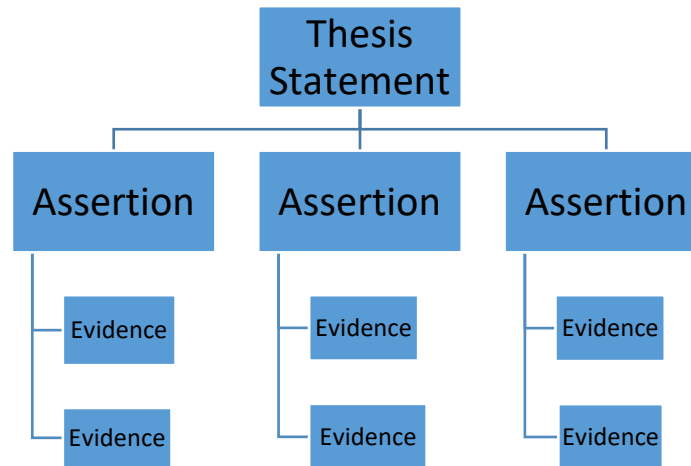 Thesis
Statement
Assertion
Assertion
Assertion
Evidence
Evidence
Evidence
Evidence
Evidence
Evidence